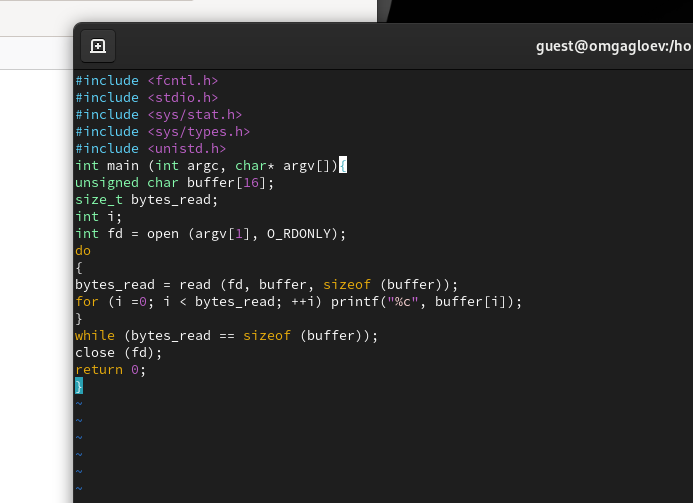 guest@omgagloev:/ho
#include <fcntl.h>
#include <stdio.h>
#include <sys/stat.h>
#include <sys/types.h>
#include <unistd.h>
int main (int argc, char* argv[]){
unsigned char buffer[16];
size_t bytes_read;
int i;
int fd = open (argv[1], O_RDONLY);
do
{
bytes_read = read (fd, buffer, sizeof (buffer));
for (i =0; i < bytes_read; ++i) printf("%c", buffer[i]);
}
while (bytes_read == sizeof (buffer));
close (fd);
return 0;
}
~
~
~
~
~
~